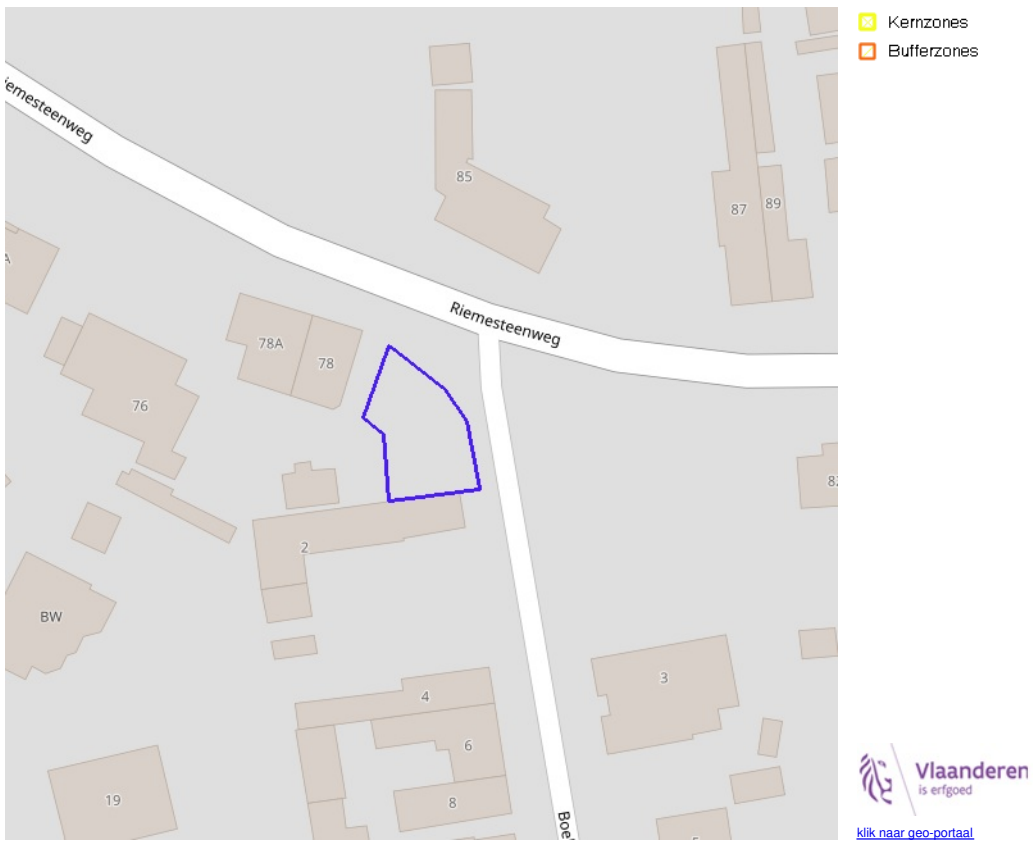 Kernzones
Bufferzones
Riemesteenweg
85
87
89
Riemesteenweg
78A
78
76
2
BW
3
4
6
19
8
Vlaanderen
is erfgoed
klik naar geo-portaal